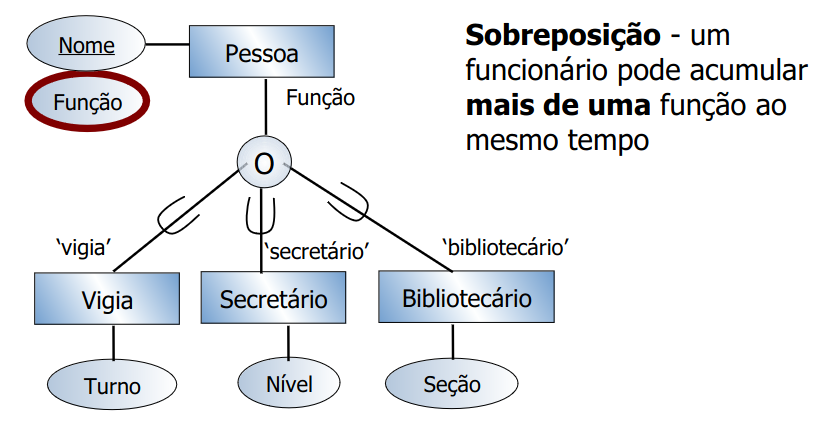 Nome
Pessoa
Função
Função
Sobreposição - um
funcionário pode acumular
mais de uma função ao
mesmo tempo
O
‘vigia’
‘secretário’
‘bibliotecário’
Vigia
Secretário
Bibliotecário
Turno
Nível
Seção